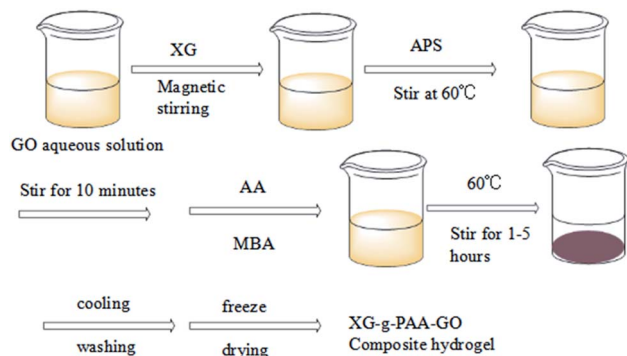 XG
Magnetic
stirring
APS
Stir at 60℃
GO aqueous solution
Stir for 10 minutes
AA
MBA
60℃
Stir for 1-5
hours
cooling
washing
freeze
drying
XG-g-PAA-GO
Composite hydrogel